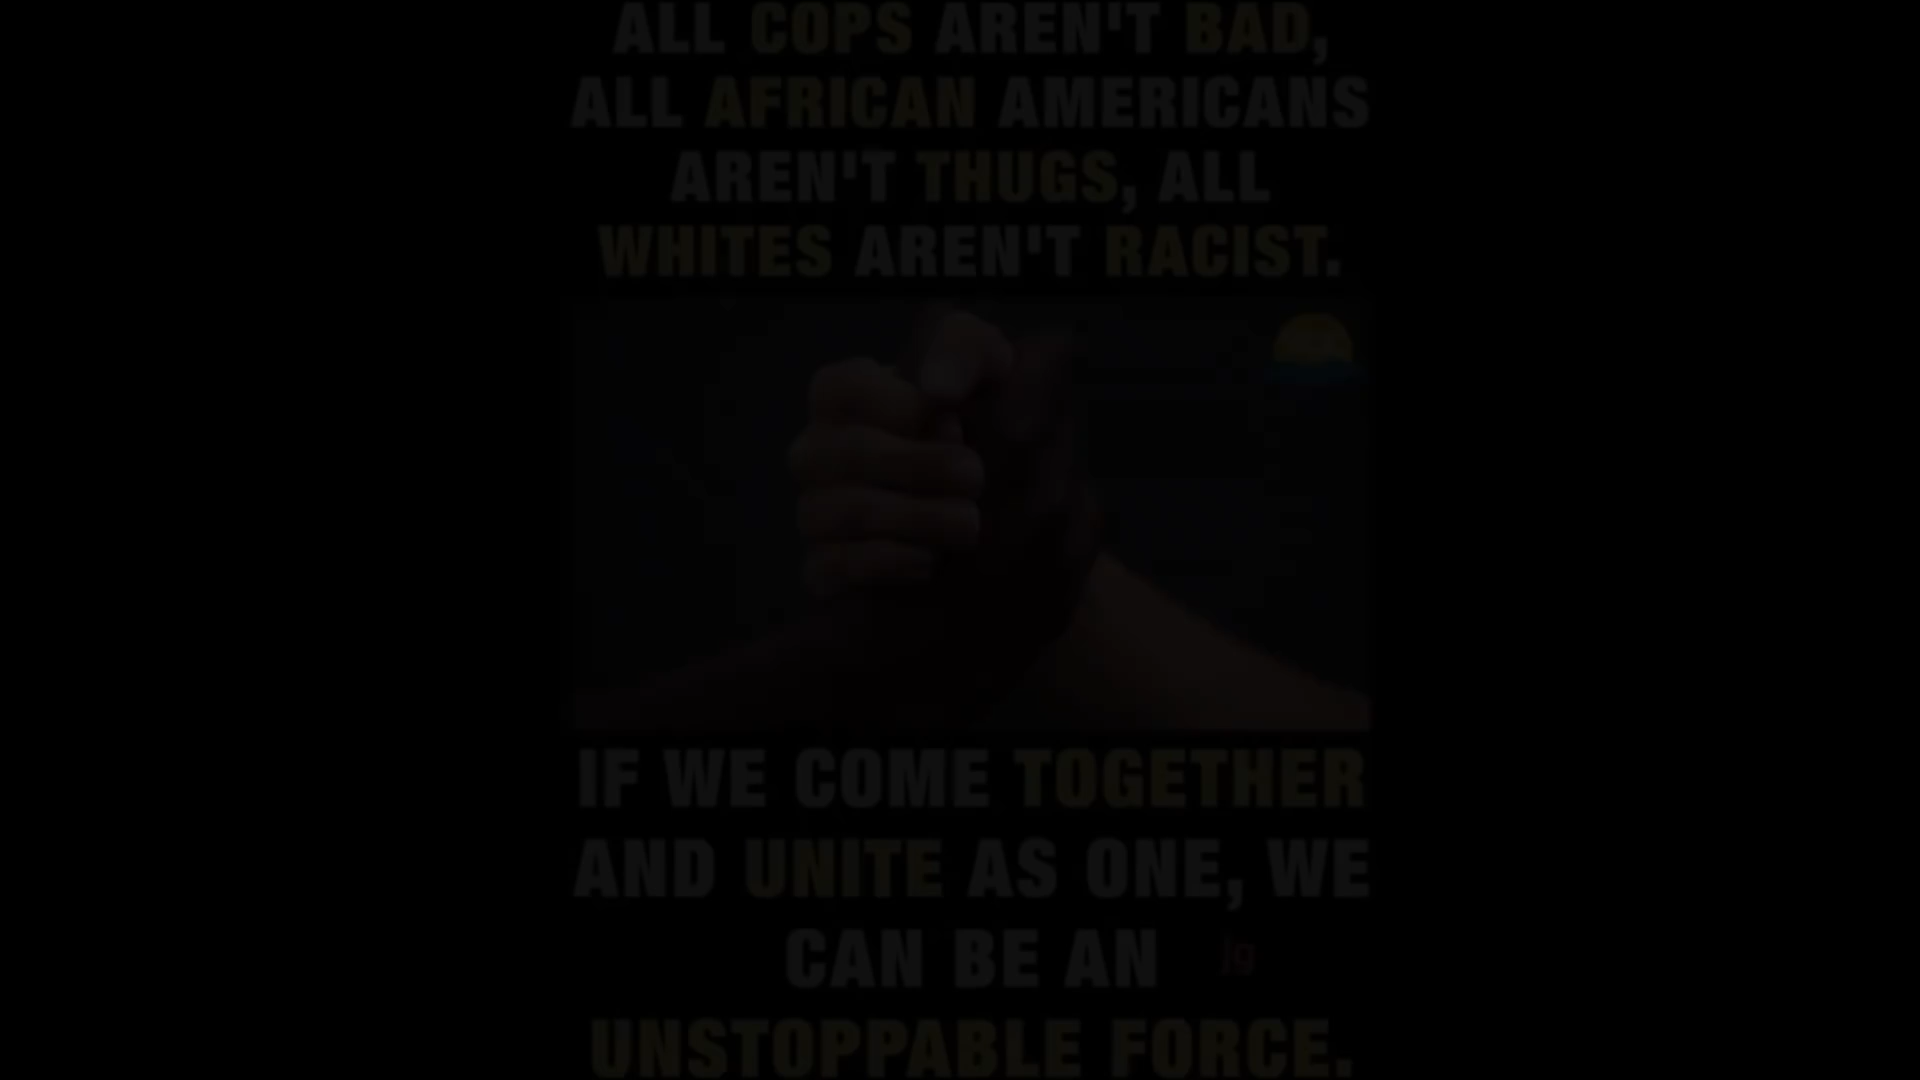 ALL COPS AREN'T BAD,
ALL AFRICAN AMERICANS
AREN'T THUGS, ALL
WHITES AREN'T RACIST.
IF WE COME TOGETHER
AND UNITE AS ONE, WE
CAN BE AN
UNSTOPPABLE FORCE.